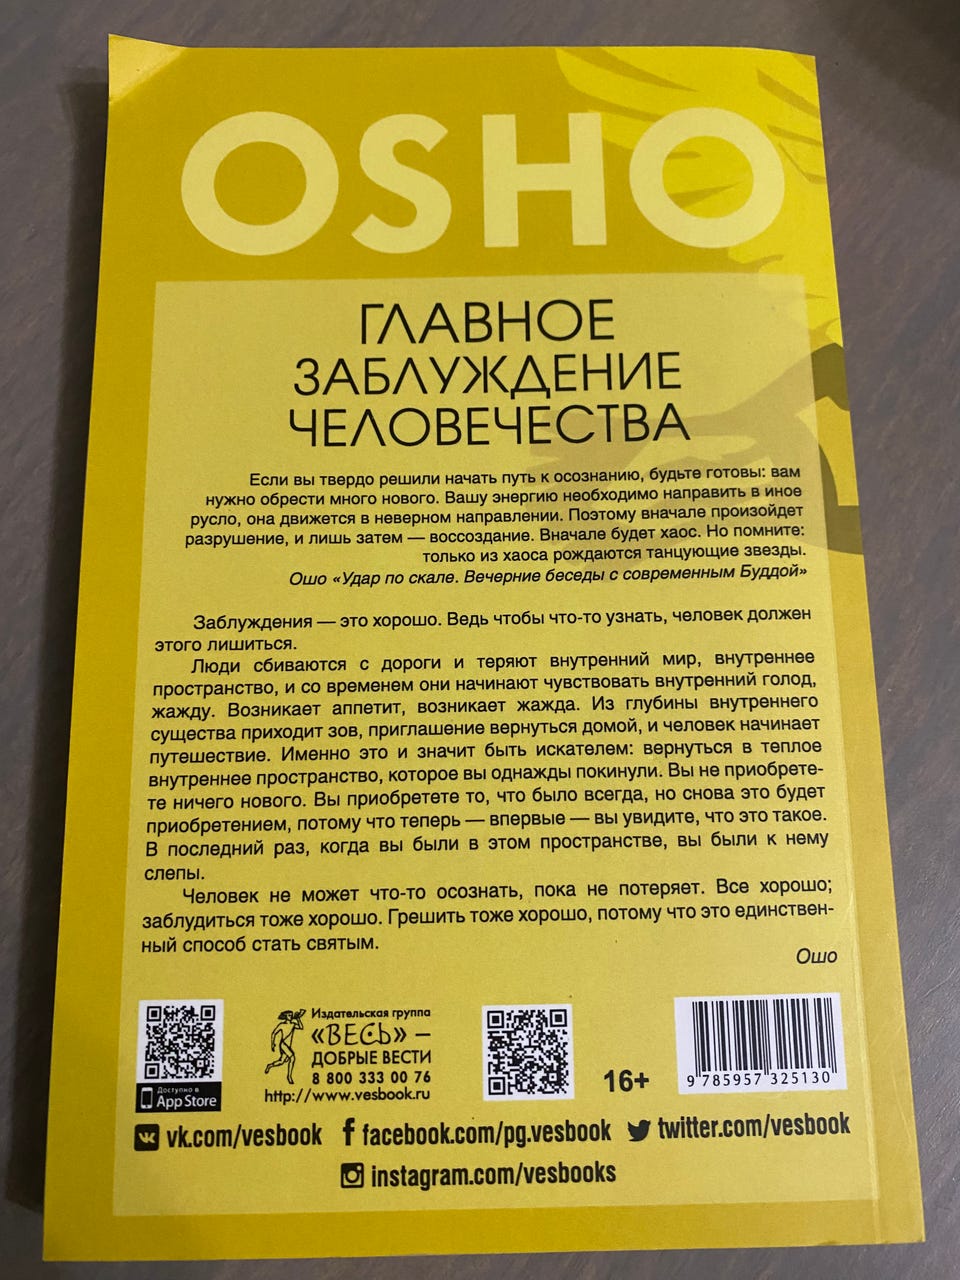 OSHO
ГЛАВНОЕ
ЗАБЛУЖДЕНИЕ
ЧЕЛОВЕЧЕСТВА
Если вы твердо решили начать путь к осознанию, будьте готовы: вам
нужно обрести много нового. Вашу энергию необходимо направить в иное
русло, она движется в неверном направлении. Поэтому вначале произойдет
разрушение, и лишь затем — воссоздание. Вначале будет хаос. Но помните:
только из хаоса рождаются танцующие звезды.
Ошо «Удар по скале. Вечерние беседы с современным Буддой»
Заблуждения — это хорошо. Ведь чтобы что-то узнать, человек должен
этого лишиться.
Люди сбиваются с дороги и теряют внутренний мир, внутреннее
пространство, и со временем они начинают чувствовать внутренний голод,
жажду. Возникает аппетит, возникает жажда. Из глубины внутреннего
существа приходит зов, приглашение вернуться домой, и человек начинает
путешествие. Именно это и значит быть искателем: вернуться в теплое
внутреннее пространство, которое вы однажды покинули. Вы не приобрете-
те ничего нового. Вы приобретете то, что было всегда, но снова это будет
приобретением, потому что теперь — впервые — вы увидите, что это такое.
В последний раз, когда вы были в этом пространстве, вы были к нему
слепы.
Человек не может что-то осознать, пока не потеряет. Все хорошо;
заблудиться тоже хорошо. Грешить тоже хорошо, потому что это единствен-
ный способ стать святым.
Ошо
Доступно в
App Store
Издательская группа
«ВЕСЬ» —
ДОБРЫЕ ВЕСТИ
8 800 333 00 76
http://www.vesbook.ru
16+
9 785957 325130
vk.com/vesbook facebook.com/pg.vesbook twitter.com/vesbook
instagram.com/vesbooks